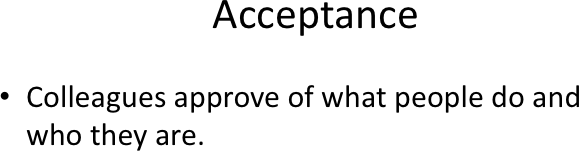 Acceptance
• Colleagues approve of what people do and
who they are.